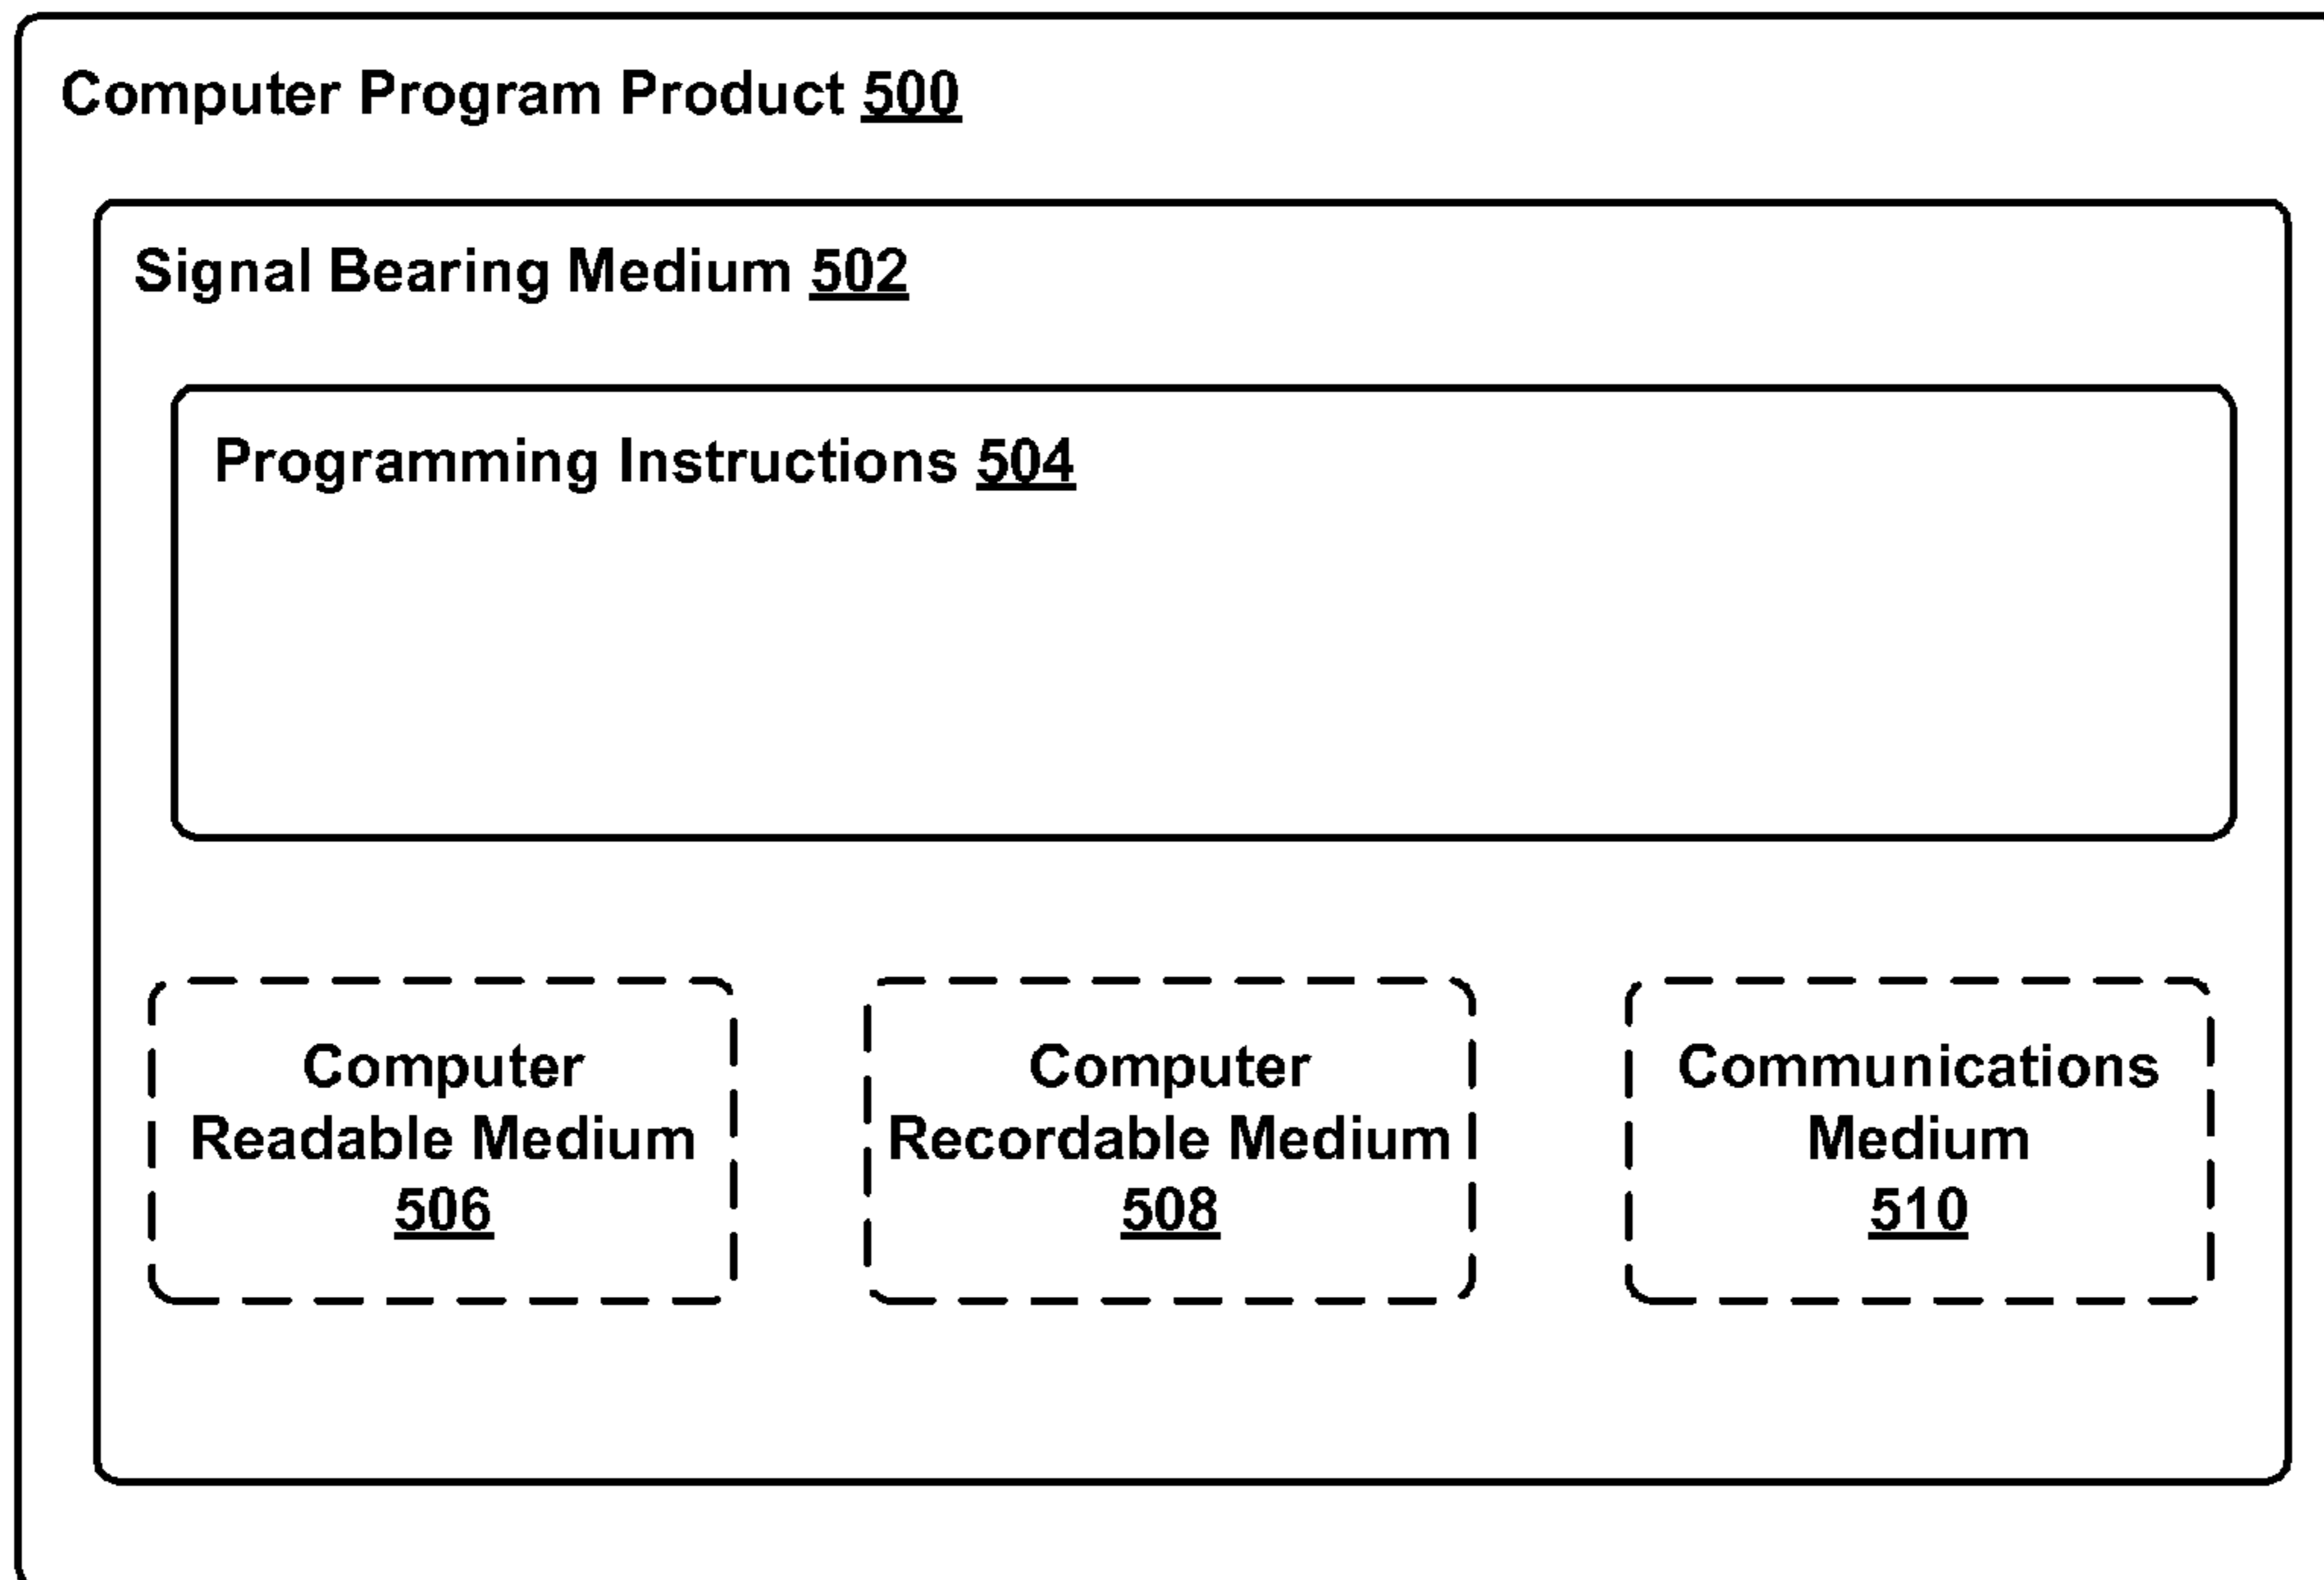 Computer Program Product 500
Signal Bearing Medium 502
Programming Instructions 504
Computer
Readable Medium
506
Computer
Recordable Medium
508
Communications
Medium
510